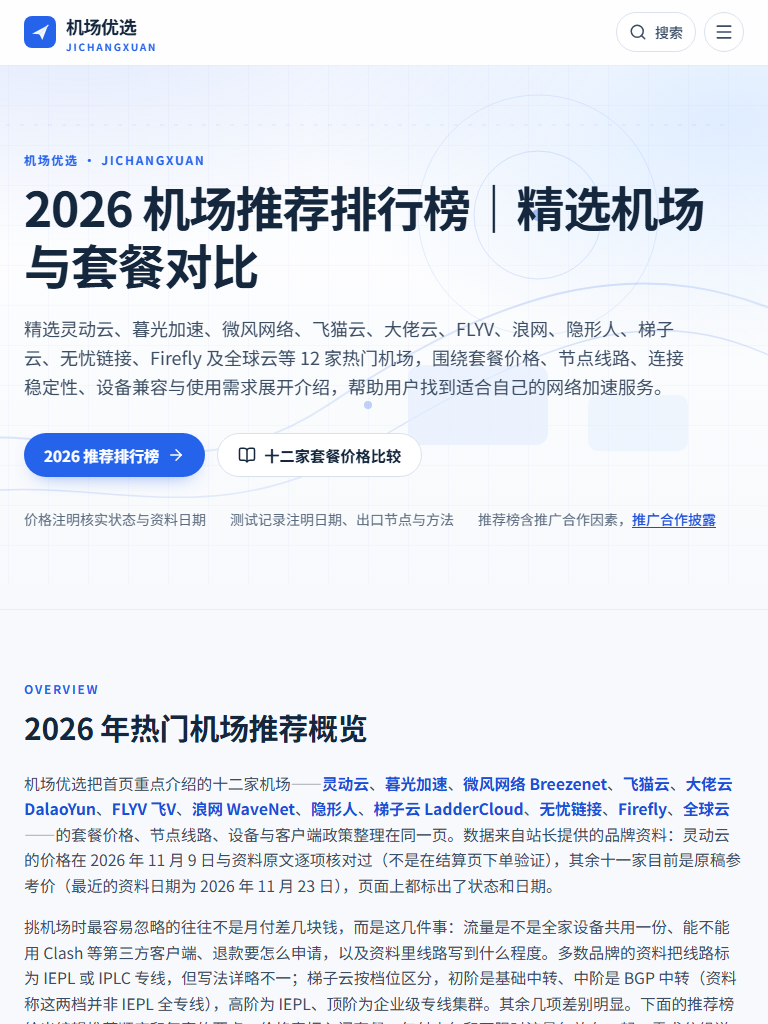 机场优选
JICHANGXUAN
搜索
机场优选 • JICHANGXUAN
2026 机场推荐排行榜｜精选机场
与套餐对比
精选灵动云、暮光加速、微风网络、飞猫云、大佬云、FLYV、浪网、隐形人、梯子
云、无忧链接、Firefly 及全球云等 12 家热门机场，围绕套餐价格、节点线路、连接
稳定性、设备兼容与使用需求展开介绍，帮助用户找到适合自己的网络加速服务。
2026 推荐排行榜 →
十二家套餐价格比较
价格注明核实状态与资料日期 测试记录注明日期、出口节点与方法 推荐榜含推广合作因素，推广合作披露
OVERVIEW
2026 年热门机场推荐概览
机场优选把首页重点介绍的十二家机场——灵动云、暮光加速、微风网络 Breezenet、飞猫云、大佬云
DalaoYun、FLYV 飞V、浪网 WaveNet、隐形人、梯子云 LadderCloud、无忧链接、Firefly、全球云
——的套餐价格、节点线路、设备与客户端政策整理在同一页。数据来自站长提供的品牌资料：灵动云
的价格在 2026 年 11 月 9 日与资料原文逐项核对过（不是在结算页下单验证），其余十一家目前是原稿参
考价（最近的资料日期为 2026 年 11 月 23 日），页面上都标出了状态和日期。
挑机场时最容易忽略的往往不是月付差几块钱，而是这几件事：流量是不是全家设备共用一份、能不能
用 Clash 等第三方客户端、退款要怎么申请，以及资料里线路写到什么程度。多数品牌的资料把线路标
为 IEPL 或 IPLC 专线，但写法详略不一；梯子云按档位区分，初阶是基础中转、中阶是 BGP 中转（资料
称这两档并非 IEPL 全专线），高阶为 IEPL、顶阶为企业级专线集群。其余几项差别明显。下面的推荐榜